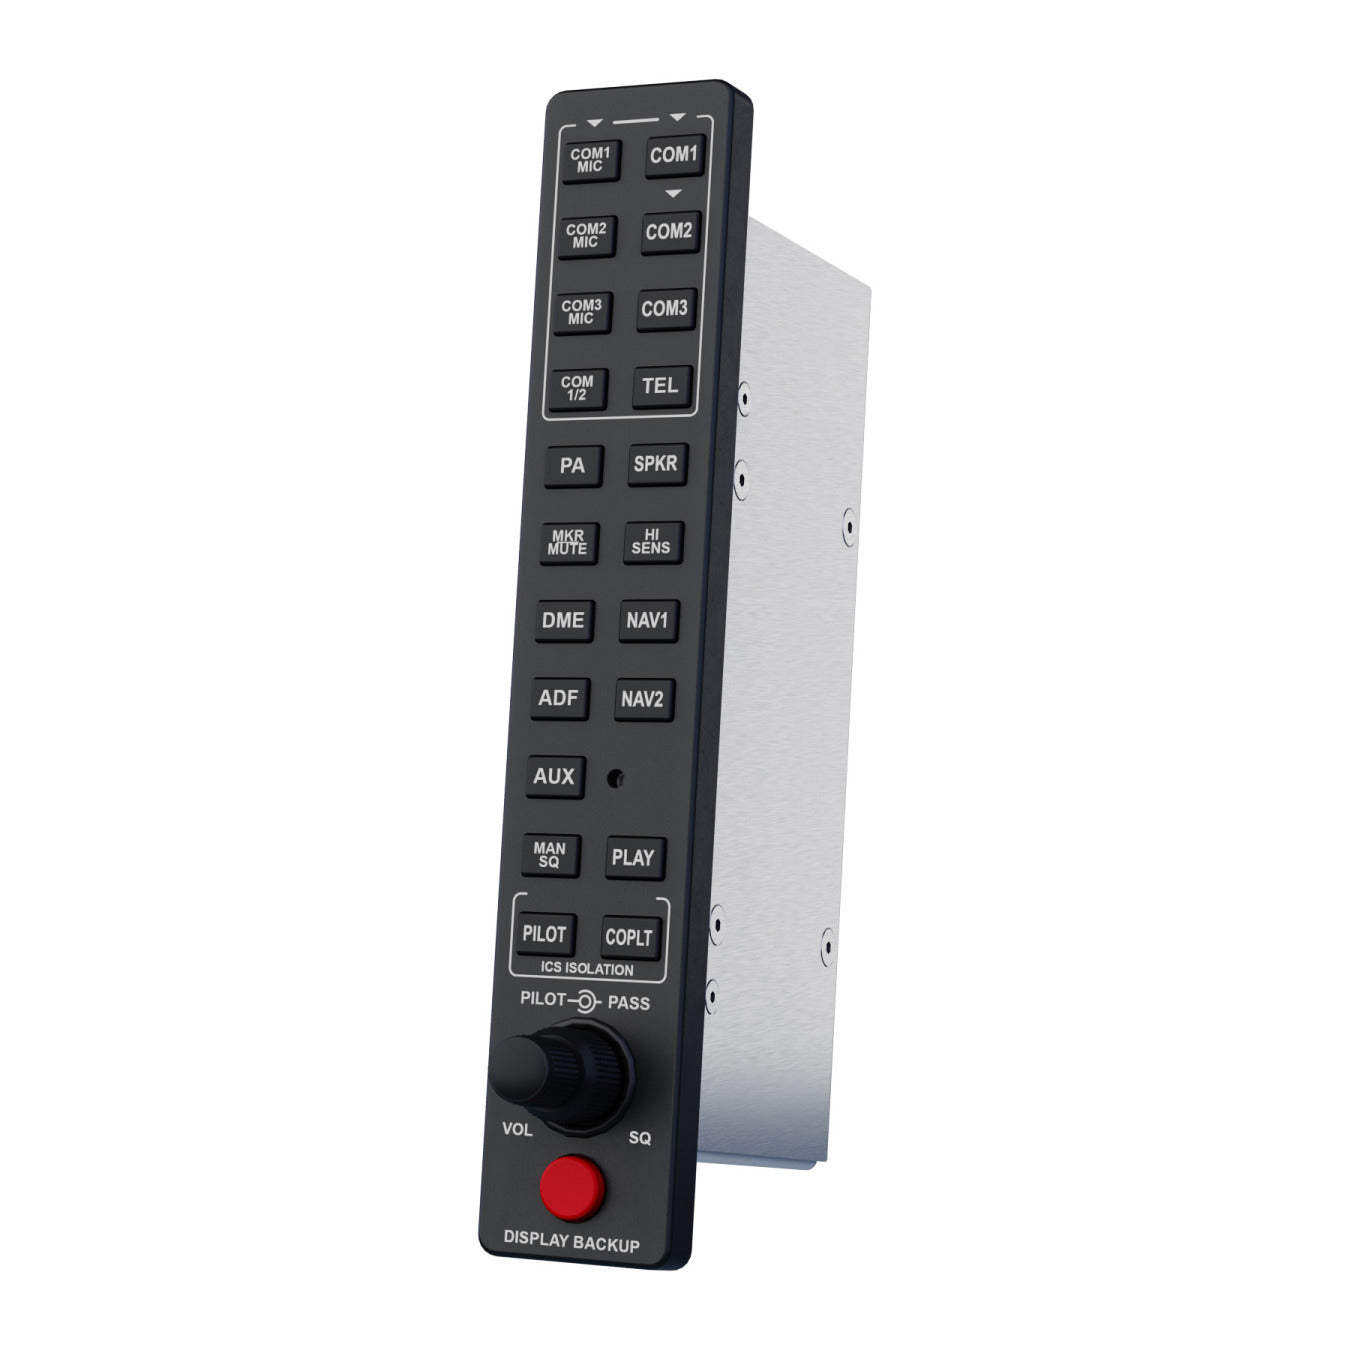 COM1
MIC
COM1
COM2
MIC
COM2
COM3
MIC
COM3
COM
1/2
TEL
PA
SPKR
MKR
MUTE
HI
SENS
DME
NAV1
ADF
NAV2
AUX
MAN
SQ
PLAY
PILOT
COPLT
ICS ISOLATION
PILOT
PASS
VOL
SQ
DISPLAY BACKUP